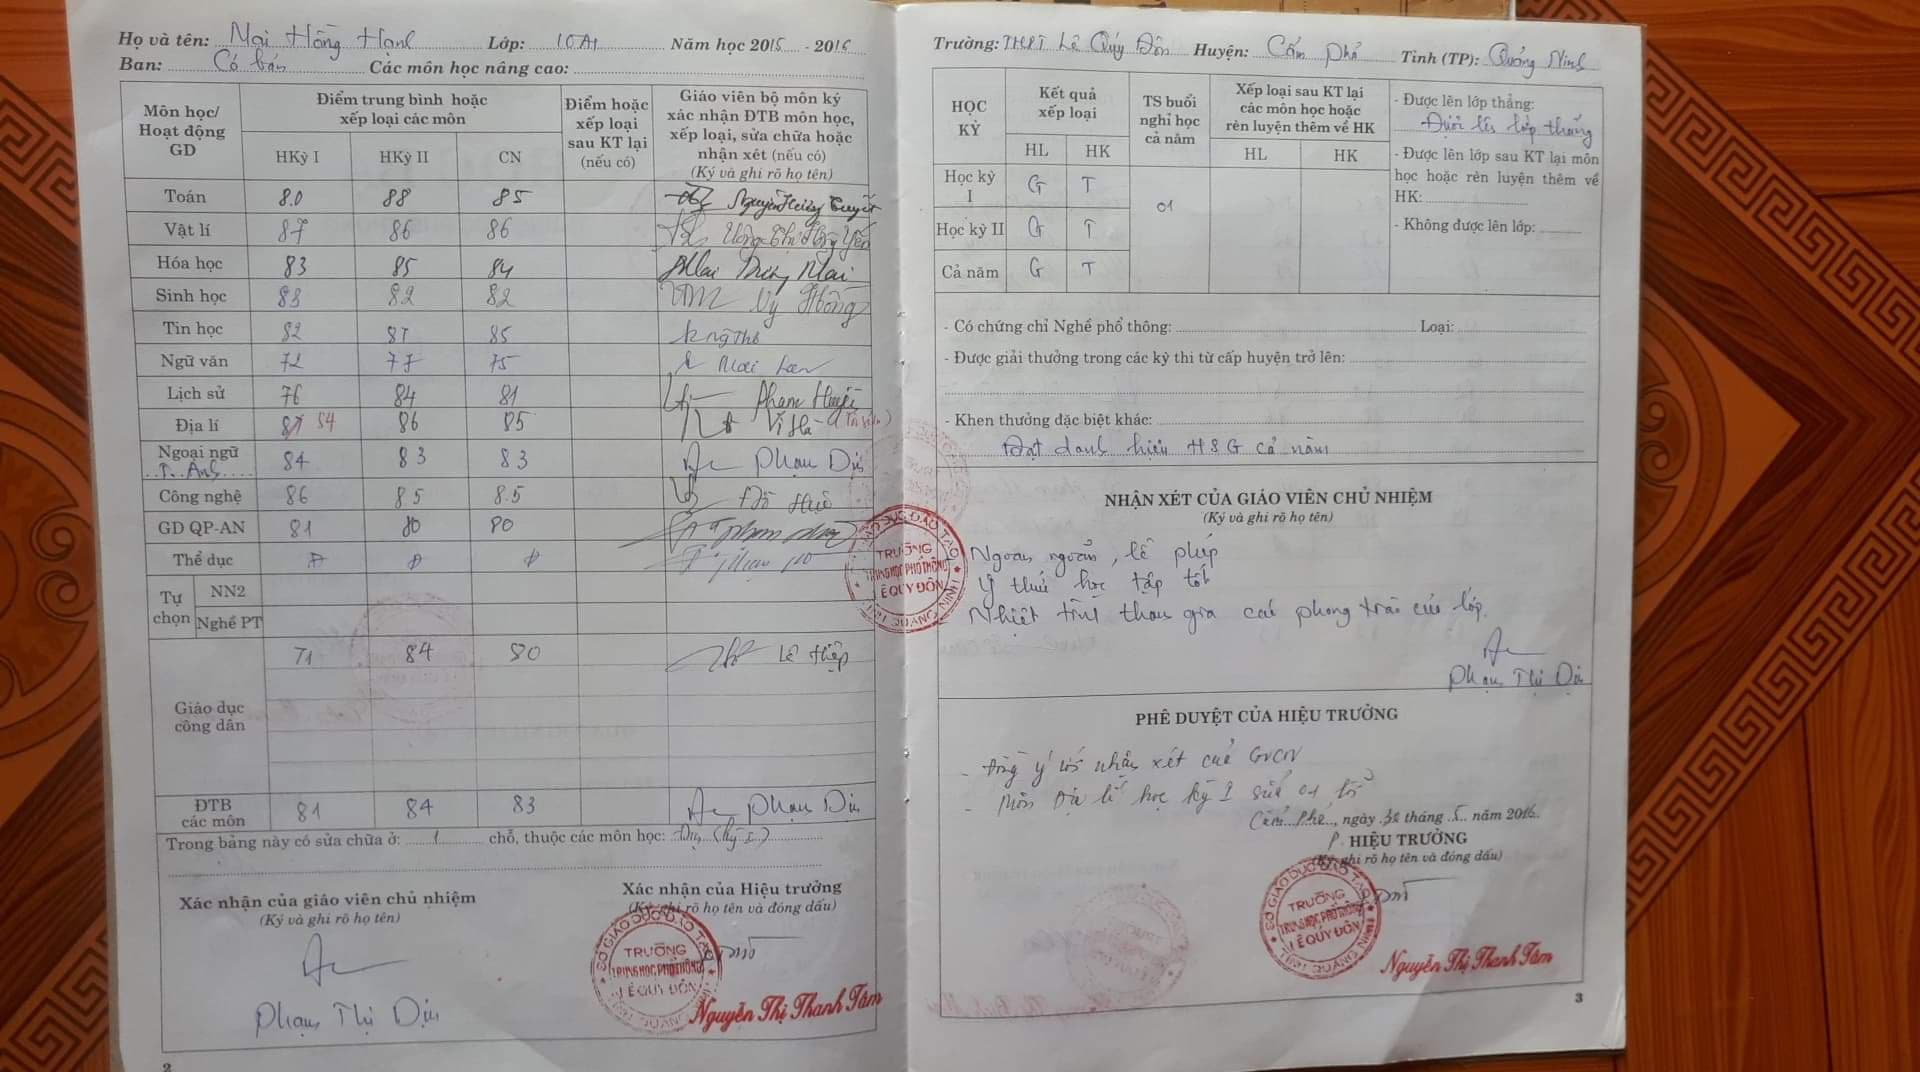 Họ và tên: Mai Hồng Hạnh Lớp: 10A1 Năm học 2015 - 2016
Ban: Cơ bản Các môn học nâng cao:
Môn học/ Hoạt động GD
Điểm trung bình hoặc xếp loại các môn
HKỳ I HKỳ II CN
Điểm hoặc xếp loại sau KT lại (nếu có)
Giáo viên bộ môn ký xác nhận ĐTB môn học, xếp loại, sửa chữa hoặc nhận xét (nếu có) (Ký và ghi rõ họ tên)
Toán 8.0 88 85
Vật lí 87 86 86
Hóa học 83 85 84
Sinh học 83 82 82 Vy Hồng
Tin học 82 87 85
Ngữ văn 72 77 75 Mai Lan
Lịch sử 76 84 81 Phạm Huyền
Địa lí 84 86 85 Vi Hà
Ngoại ngữ T. Anh 84 83 83 Phạm Dịu
Công nghệ 86 85 8.5 Đỗ Huệ
GD QP-AN 81 80 80
Thể dục Đ Đ Đ
Tự chọn NN2
Nghề PT
Giáo dục công dân 71 84 80 Lê Hiệp
ĐTB các môn 81 84 83 Phạm Dịu
Trong bảng này có sửa chữa ở: 1 chỗ, thuộc các môn học: Địa (kỳ I)
Xác nhận của giáo viên chủ nhiệm
(Ký và ghi rõ họ tên)
Phạm Thị Dịu
Xác nhận của Hiệu trưởng
(Ký ghi rõ họ tên và đóng dấu)
SỞ GIÁO DỤC ĐÀO TẠO
TRƯỜNG
TRUNG HỌC PHỔ THÔNG
LÊ QUÝ ĐÔN
TỈNH QUẢNG NINH
Nguyễn Thị Thanh Tâm
2
Trường: THPT Lê Quý Đôn Huyện: Cẩm Phả Tỉnh (TP): Quảng Ninh
HỌC KỲ
Kết quả xếp loại
HL HK
TS buổi nghỉ học cả năm
Xếp loại sau KT lại các môn học hoặc rèn luyện thêm về HK
HL HK
Học kỳ I G T
01
Học kỳ II G T
Cả năm G T
- Được lên lớp thẳng:
Được lên lớp thẳng
- Được lên lớp sau KT lại môn
học hoặc rèn luyện thêm về
HK:
- Không được lên lớp:
- Có chứng chỉ Nghề phổ thông: Loại:
- Được giải thưởng trong các kỳ thi từ cấp huyện trở lên:
- Khen thưởng đặc biệt khác:
Đạt danh hiệu HSG cả năm
NHẬN XÉT CỦA GIÁO VIÊN CHỦ NHIỆM
(Ký và ghi rõ họ tên)
Ngoan ngoãn, lễ phép
Ý thức học tập tốt
Nhiệt tình tham gia các phong trào của lớp.
Phạm Thị Dịu
PHÊ DUYỆT CỦA HIỆU TRƯỞNG
- Đồng ý với nhận xét của GVCN
- Môn Địa lí học kỳ I sửa 01 lỗi
Cẩm Phả, ngày 31 tháng 5 năm 2016
P. HIỆU TRƯỞNG
(Ký ghi rõ họ tên và đóng dấu)
SỞ GIÁO DỤC ĐÀO TẠO
TRƯỜNG
TRUNG HỌC PHỔ THÔNG
LÊ QUÝ ĐÔN
TỈNH QUẢNG NINH
Nguyễn Thị Thanh Tâm
3